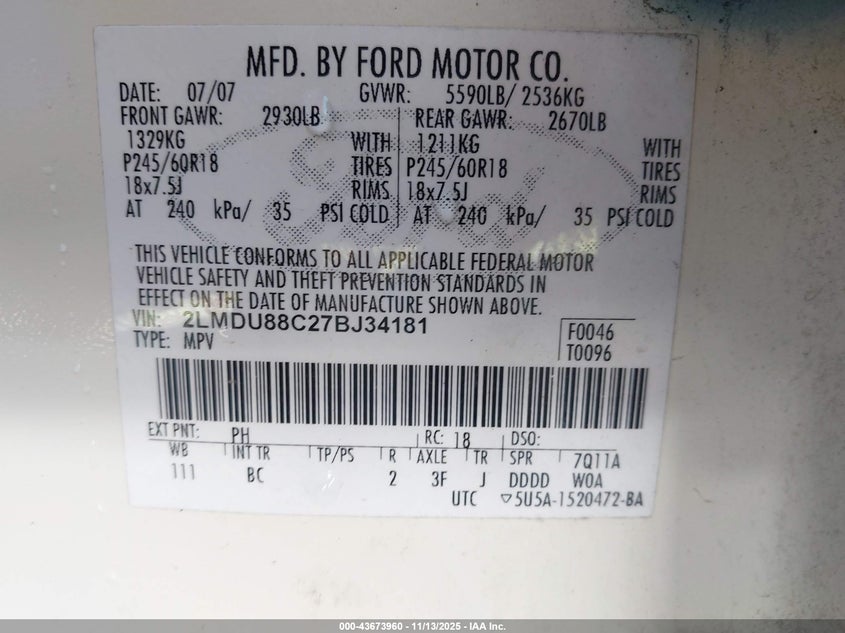 MFD. BY FORD MOTOR CO.
DATE: 07/07 GVWR: 5590LB/ 2536KG
FRONT GAWR: 2930LB REAR GAWR: 2670LB
1329KG WITH 1211KG WITH
P245/60R18 TIRES P245/60R18 TIRES
18x7.5J RIMS 18x7.5J RIMS
AT 240 kPa/ 35 PSI COLD AT 240 kPa/ 35 PSI COLD
THIS VEHICLE CONFORMS TO ALL APPLICABLE FEDERAL MOTOR
VEHICLE SAFETY AND THEFT PREVENTION STANDARDS IN
EFFECT ON THE DATE OF MANUFACTURE SHOWN ABOVE.
VIN: 2LMDU88C27BJ34181 F0046
TYPE: MPV T0096
EXT PNT: PH RC: 18 DSO:
WB INT TR TP/PS R AXLE TR SPR 7Q11A
111 BC 2 3F J DDDD W0A
UTC ▽5U5A-1520472-BA
000-43673960 - 11/13/2025 - IAA Inc.